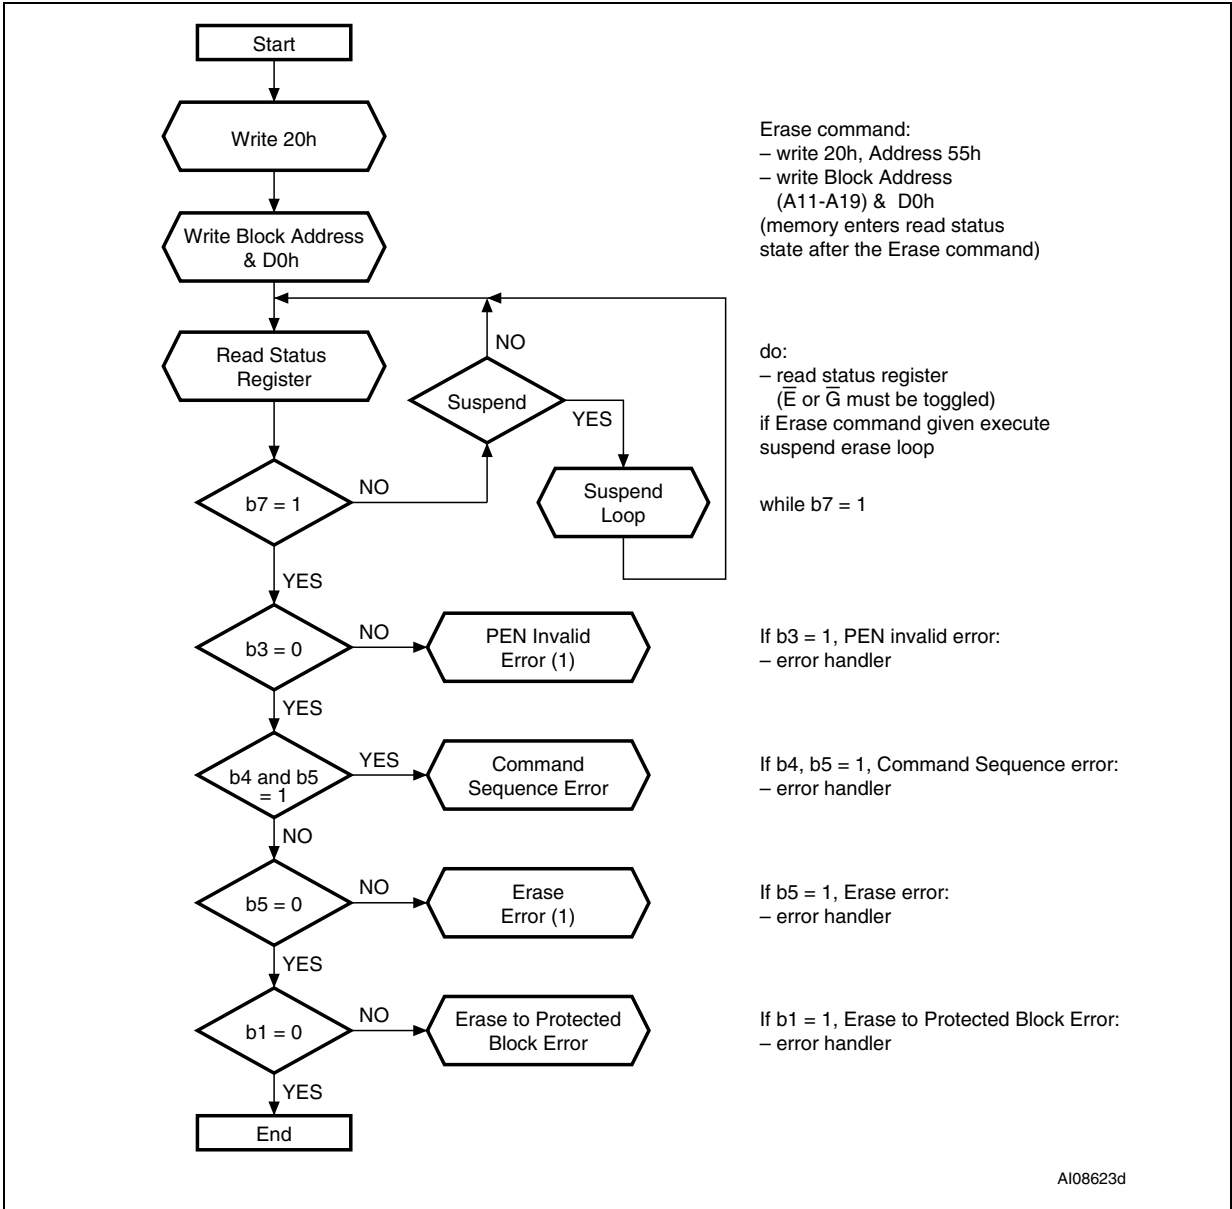 Start
Write 20h
Erase command:
– write 20h, Address 55h
– write Block Address
(A11-A19) & D0h
(memory enters read status
state after the Erase command)
Write Block Address
& D0h
NO
Read Status
Register
Suspend
YES
do:
– read status register
(E̅ or G̅ must be toggled)
if Erase command given execute
suspend erase loop
b7 = 1
NO
Suspend
Loop
while b7 = 1
YES
b3 = 0
NO
PEN Invalid
Error (1)
If b3 = 1, PEN invalid error:
– error handler
YES
b4 and b5
= 1
YES
Command
Sequence Error
If b4, b5 = 1, Command Sequence error:
– error handler
NO
b5 = 0
NO
Erase
Error (1)
If b5 = 1, Erase error:
– error handler
YES
b1 = 0
NO
Erase to Protected
Block Error
If b1 = 1, Erase to Protected Block Error:
– error handler
YES
End
AI08623d